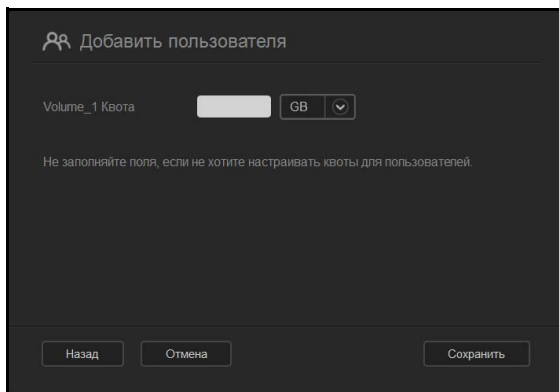 Добавить пользователя
Volume_1 Квота GB
Не заполняйте поля, если не хотите настраивать квоты для пользователей.
Назад Отмена Сохранить